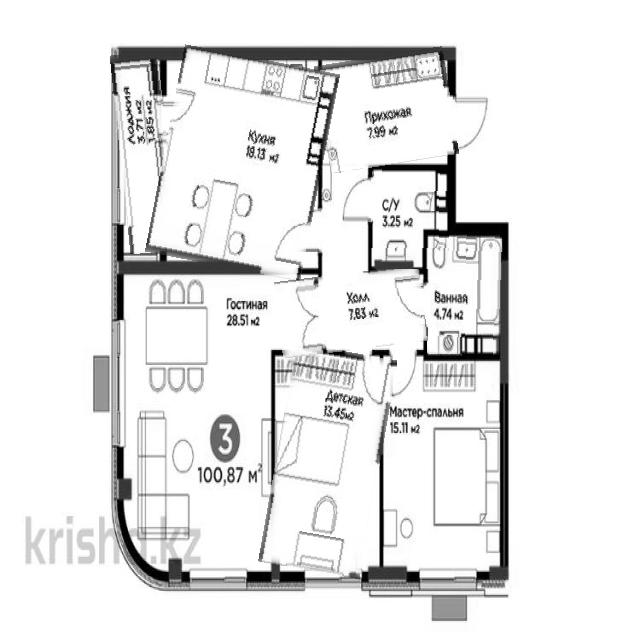 Лоджия
3.71 м2
1.85 м2
Кухня
19.13 м2
Прихожая
7.99 м2
С/У
3.25 м2
Гостиная
28.51 м2
Холл
7.83 м2
Ванная
4.74 м2
Детская
13.45м2
Мастер-спальня
15.11 м2
3
100,87 м2
krisha.kz